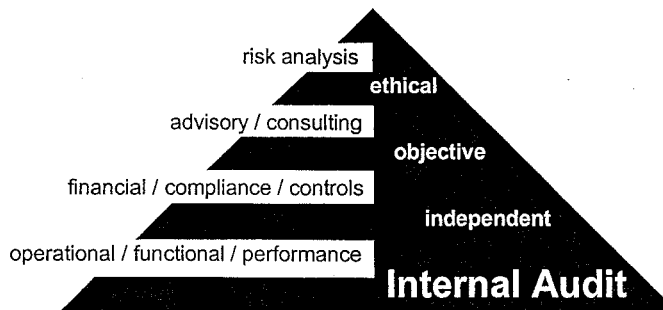 risk analysis
ethical
advisory / consulting
objective
financial / compliance / controls
independent
operational / functional / performance
Internal Audit